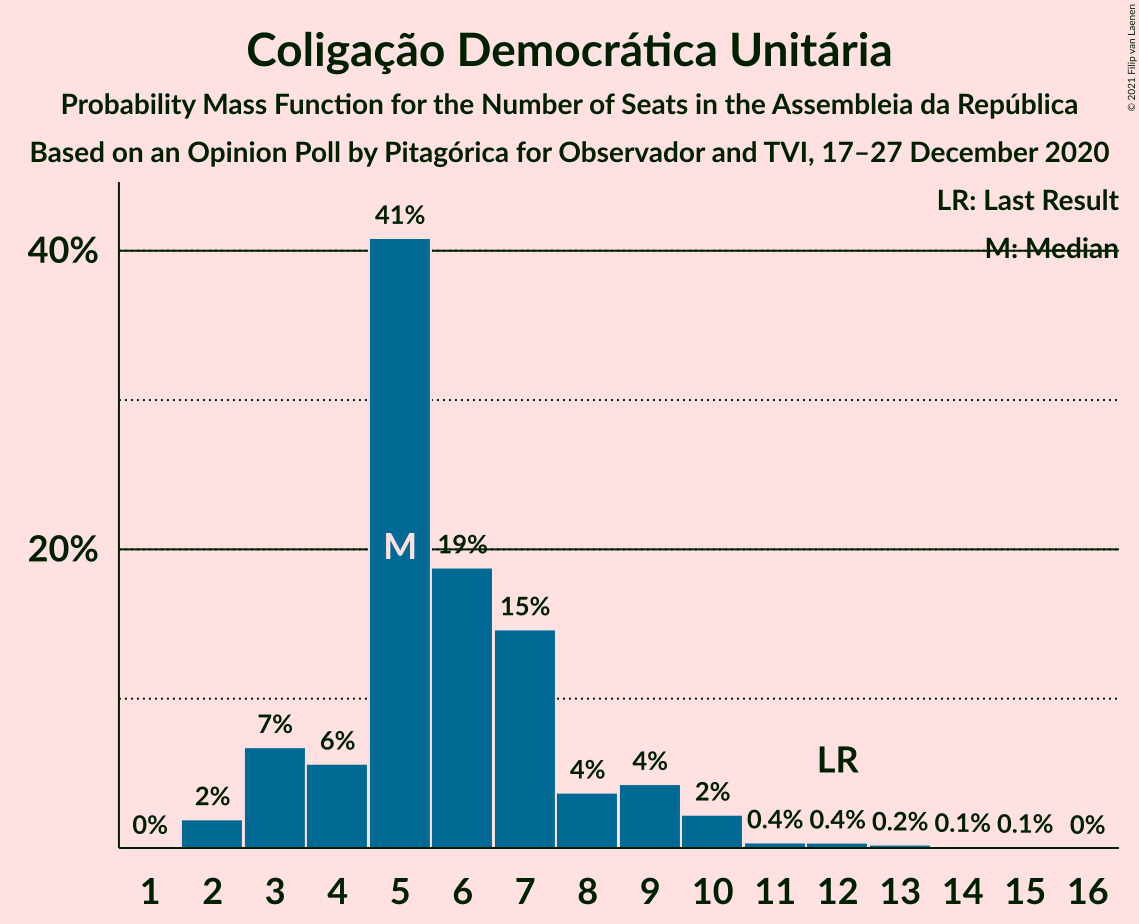 Coligação Democrática Unitária
Probability Mass Function for the Number of Seats in the Assembleia da República
Based on an Opinion Poll by Pitagórica for Observador and TVI, 17–27 December 2020
© 2021 Filip van Laenen
LR: Last Result
M: Median
40%
20%
41%
M
19%
15%
7%
6%
2%
0%
4%
4%
2%
LR
0.4%
0.4%
0.2%
0.1%
0.1%
0%
1 2 3 4 5 6 7 8 9 10 11 12 13 14 15 16